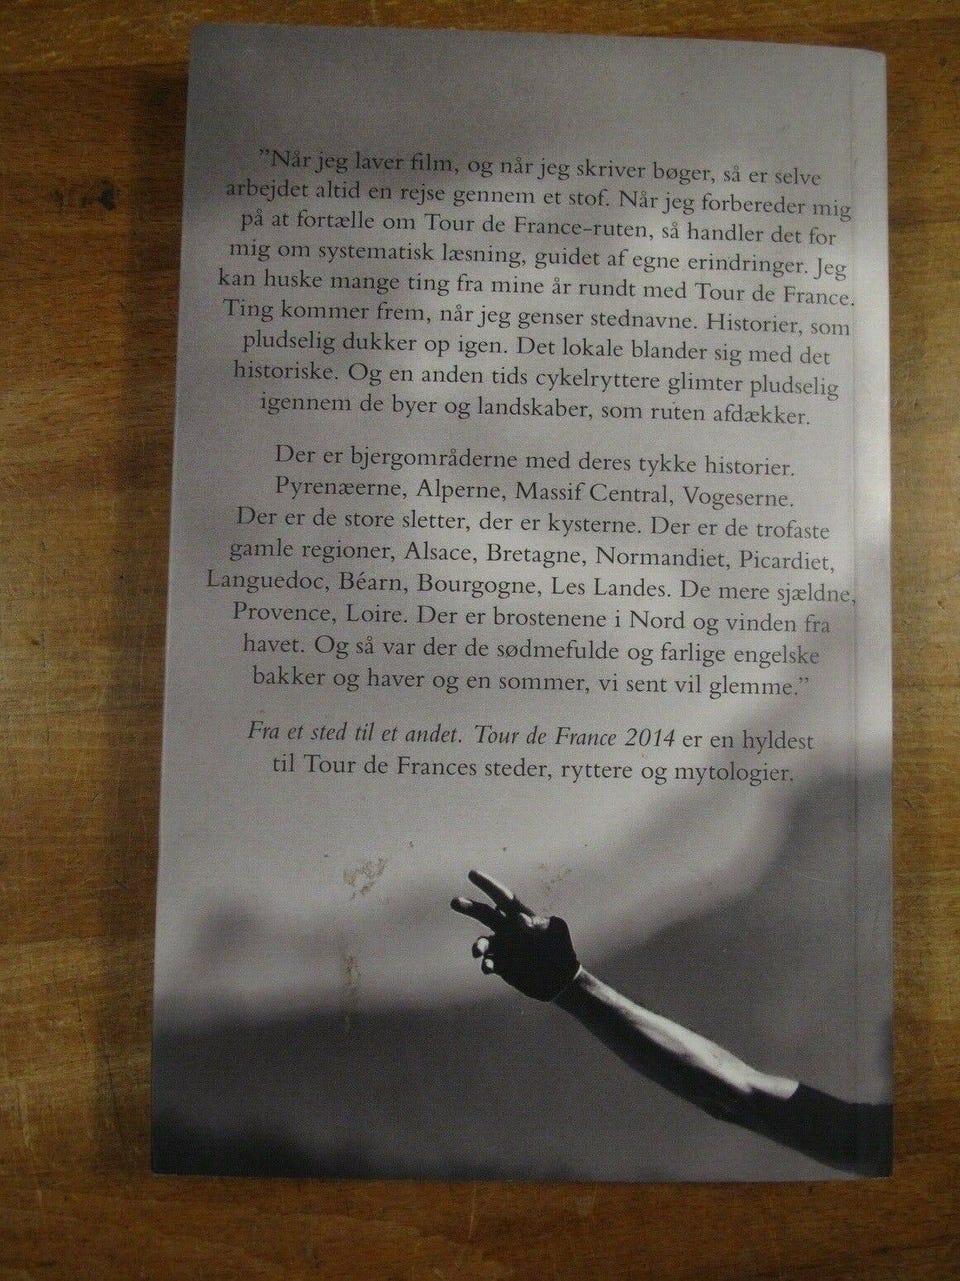 ”Når jeg laver film, og når jeg skriver bøger, så er selve
arbejdet altid en rejse gennem et stof. Når jeg forbereder mig
på at fortælle om Tour de France-ruten, så handler det for
mig om systematisk læsning, guidet af egne erindringer. Jeg
kan huske mange ting fra mine år rundt med Tour de France.
Ting kommer frem, når jeg genser stednavne. Historier, som
pludselig dukker op igen. Det lokale blander sig med det
historiske. Og en anden tids cykelryttere glimter pludselig
igennem de byer og landskaber, som ruten afdækker.
Der er bjergområderne med deres tykke historier.
Pyrenæerne, Alperne, Massif Central, Vogeserne.
Der er de store sletter, der er kysterne. Der er de trofaste
gamle regioner, Alsace, Bretagne, Normandiet, Picardiet,
Languedoc, Béarn, Bourgogne, Les Landes. De mere sjældne,
Provence, Loire. Der er brostenene i Nord og vinden fra
havet. Og så var der de sødmefulde og farlige engelske
bakker og haver og en sommer, vi sent vil glemme.”
Fra et sted til et andet. Tour de France 2014 er en hyldest
til Tour de Frances steder, ryttere og mytologier.